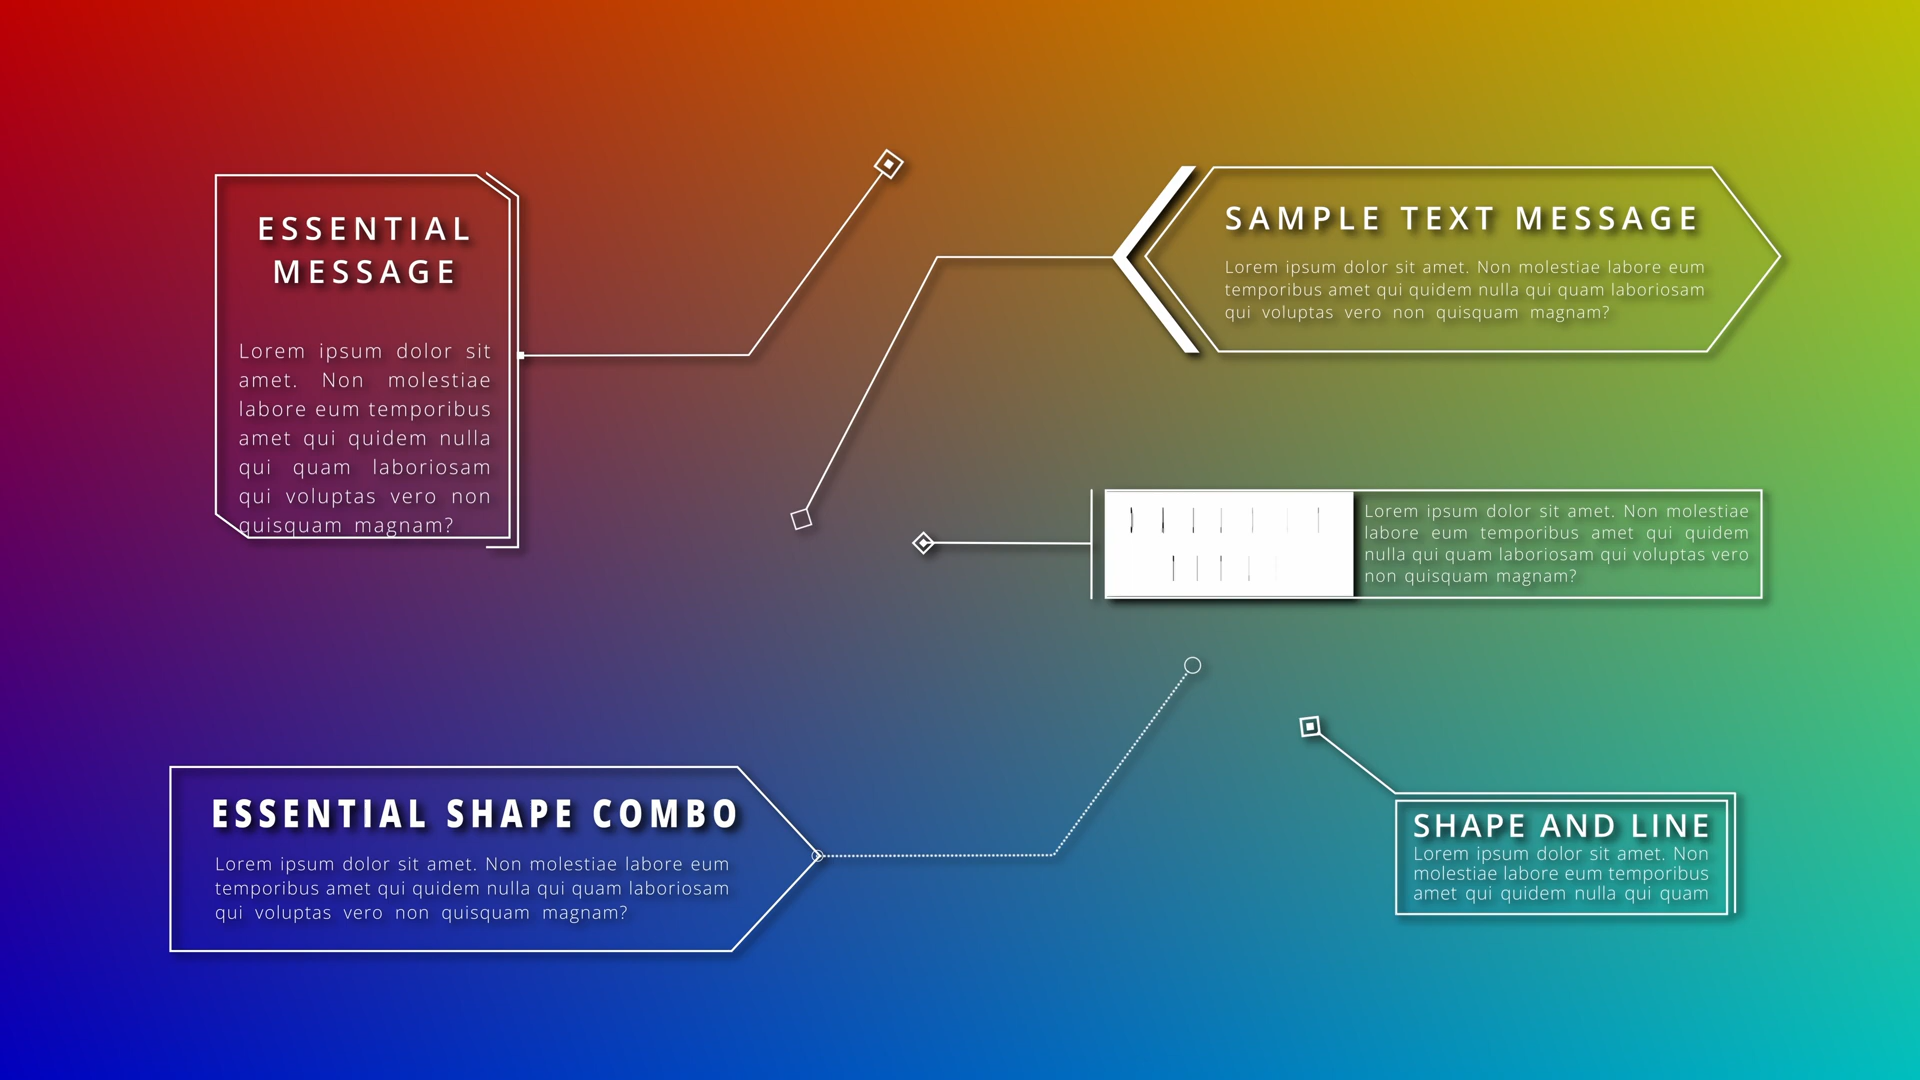 ESSENTIAL
MESSAGE
Lorem ipsum dolor sit
amet. Non molestiae
labore eum temporibus
amet qui quidem nulla
qui quam laboriosam
qui voluptas vero non
quisquam magnam?
SAMPLE TEXT MESSAGE
Lorem ipsum dolor sit amet. Non molestiae labore eum
temporibus amet qui quidem nulla qui quam laboriosam
qui voluptas vero non quisquam magnam?
Lorem ipsum dolor sit amet. Non molestiae
labore eum temporibus amet qui quidem
nulla qui quam laboriosam qui voluptas vero
non quisquam magnam?
ESSENTIAL SHAPE COMBO
Lorem ipsum dolor sit amet. Non molestiae labore eum
temporibus amet qui quidem nulla qui quam laboriosam
qui voluptas vero non quisquam magnam?
SHAPE AND LINE
Lorem ipsum dolor sit amet. Non
molestiae labore eum temporibus
amet qui quidem nulla qui quam